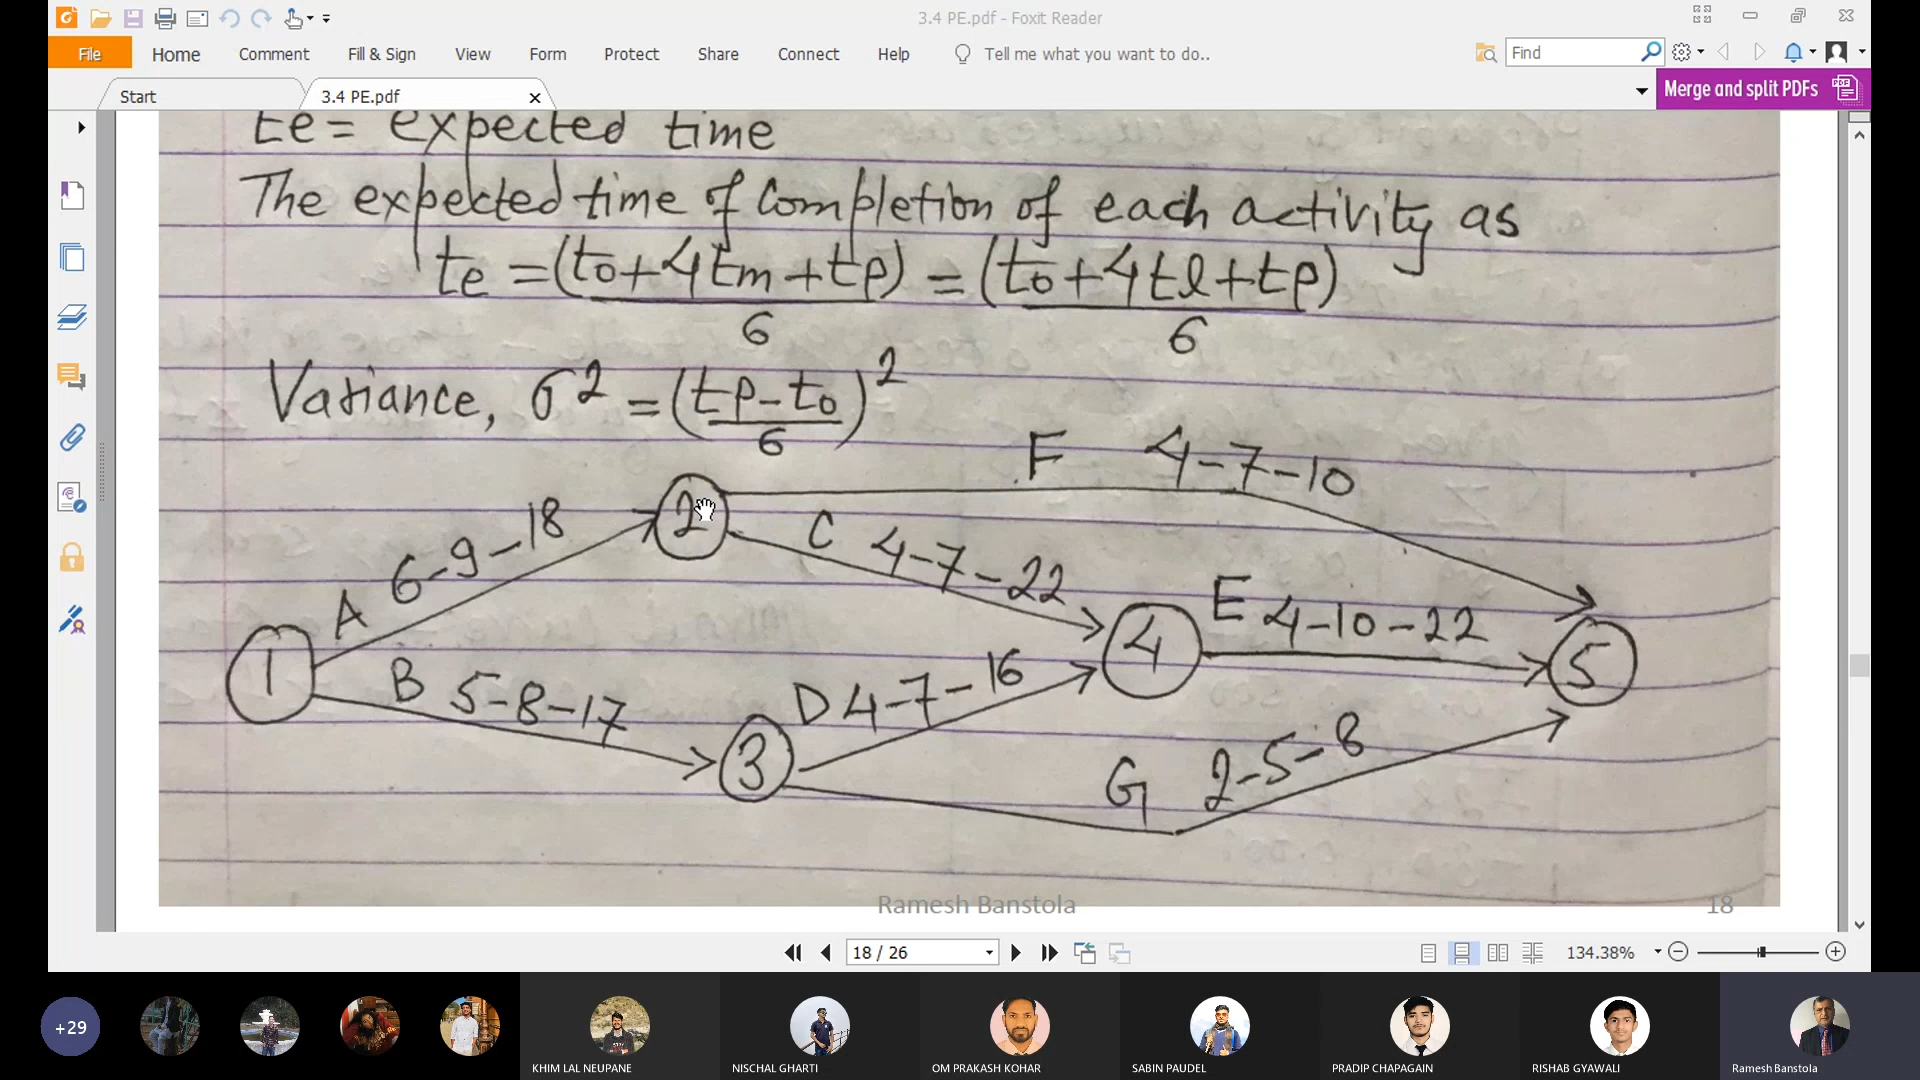 3.4 PE.pdf - Foxit Reader
File Home Comment Fill & Sign View Form Protect Share Connect Help Tell me what you want to do.. Find
Start 3.4 PE.pdf Merge and split PDFs
te = expected time
The expected time of completion of each activity as
te = (to+4tm+tp) = (to+4tl+tp)
6 6
Variance, σ2 = (tp-to)2
6
F 4-7-10
A 6-9-18
2
C 4-7-22
E 4-10-22
1
4
5
B 5-8-17
D 4-7-16
3
G 2-5-8
Ramesh Banstola 18
18 / 26 134.38%
+29
KHIM LAL NEUPANE NISCHAL GHARTI OM PRAKASH KOHAR SABIN PAUDEL PRADIP CHAPAGAIN RISHAB GYAWALI Ramesh Banstola